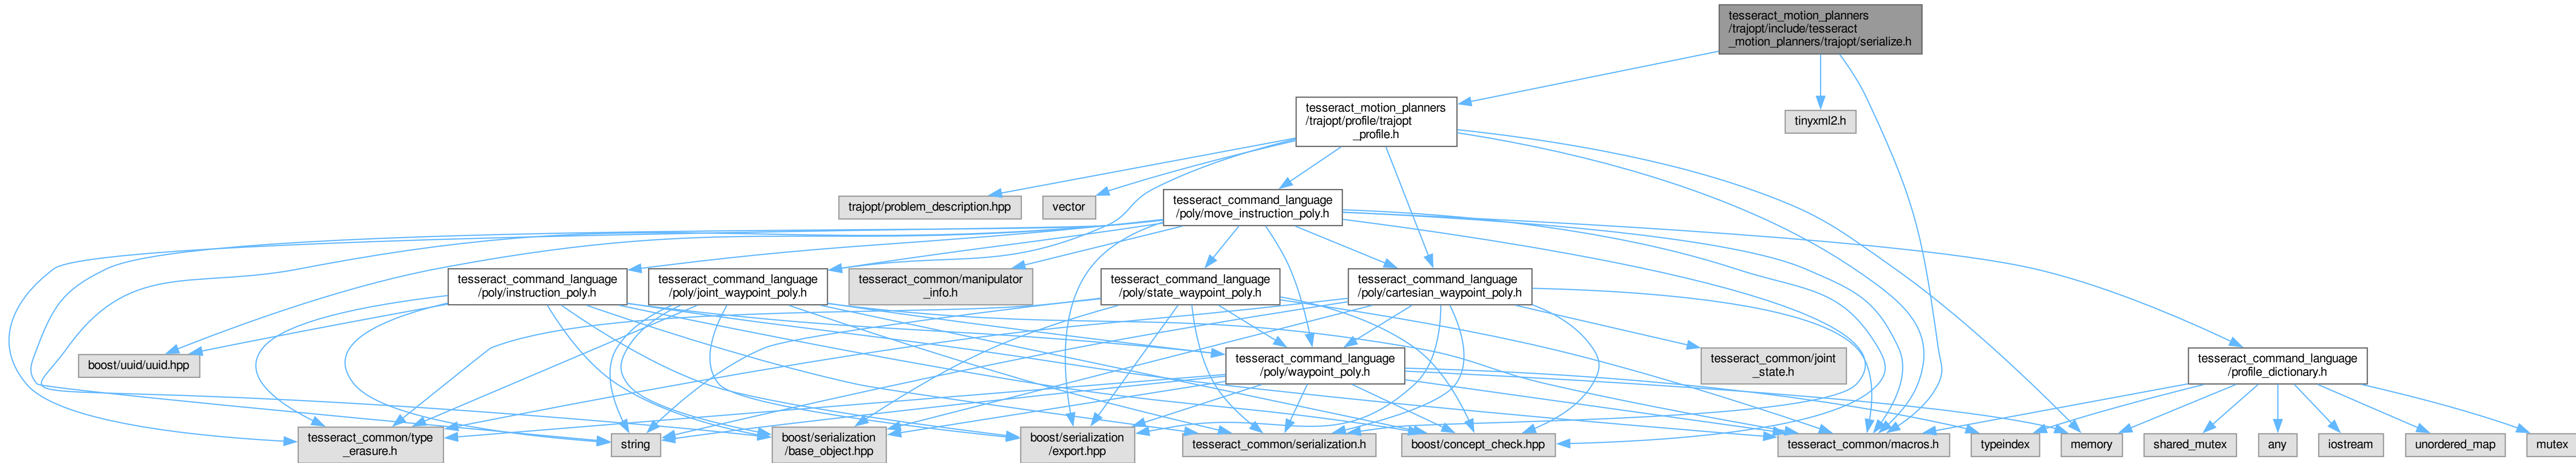 tesseract_motion_planners
/trajopt/include/tesseract
_motion_planners/trajopt/serialize.h
tesseract_motion_planners
/trajopt/profile/trajopt
_profile.h
tinyxml2.h
trajopt/problem_description.hpp
vector
tesseract_command_language
/poly/move_instruction_poly.h
tesseract_command_language
/poly/instruction_poly.h
tesseract_command_language
/poly/joint_waypoint_poly.h
tesseract_common/manipulator
_info.h
tesseract_command_language
/poly/state_waypoint_poly.h
tesseract_command_language
/poly/cartesian_waypoint_poly.h
boost/uuid/uuid.hpp
tesseract_command_language
/poly/waypoint_poly.h
tesseract_common/joint
_state.h
tesseract_command_language
/profile_dictionary.h
tesseract_common/type
_erasure.h
string
boost/serialization
/base_object.hpp
boost/serialization
/export.hpp
tesseract_common/serialization.h
boost/concept_check.hpp
tesseract_common/macros.h
typeindex
memory
shared_mutex
any
iostream
unordered_map
mutex